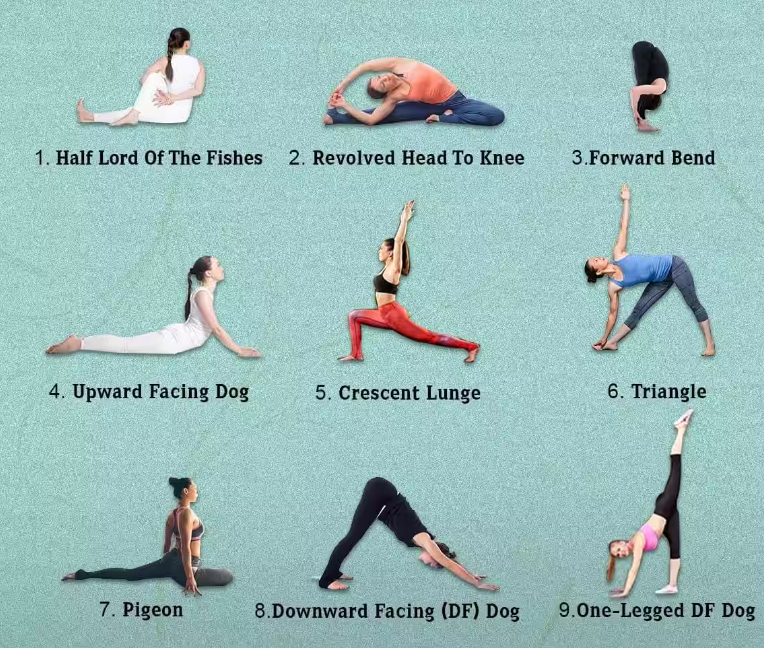 1. Half Lord Of The Fishes
2. Revolved Head To Knee
3.Forward Bend
4. Upward Facing Dog
5. Crescent Lunge
6. Triangle
7. Pigeon
8.Downward Facing (DF) Dog
9.One-Legged DF Dog